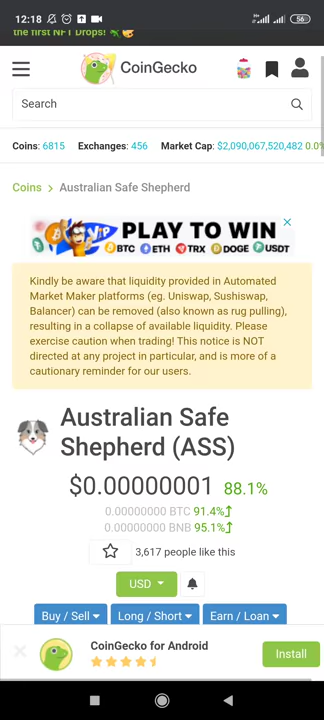 12:18
56
the first NFT Drops!
CoinGecko
Search
Coins: 6815 Exchanges: 456 Market Cap: $2,090,067,520,482 0.0%
Coins > Australian Safe Shepherd
VIP PLAY TO WIN
BTC ETH TRX DOGE USDT
Kindly be aware that liquidity provided in Automated
Market Maker platforms (eg. Uniswap, Sushiswap,
Balancer) can be removed (also known as rug pulling),
resulting in a collapse of available liquidity. Please
exercise caution when trading! This notice is NOT
directed at any project in particular, and is more of a
cautionary reminder for our users.
Australian Safe
Shepherd (ASS)
$0.00000001 88.1%
0.00000000 BTC 91.4%
0.00000000 BNB 95.1%
3,617 people like this
USD
Buy / Sell Long / Short Earn / Loan
CoinGecko for Android
Install